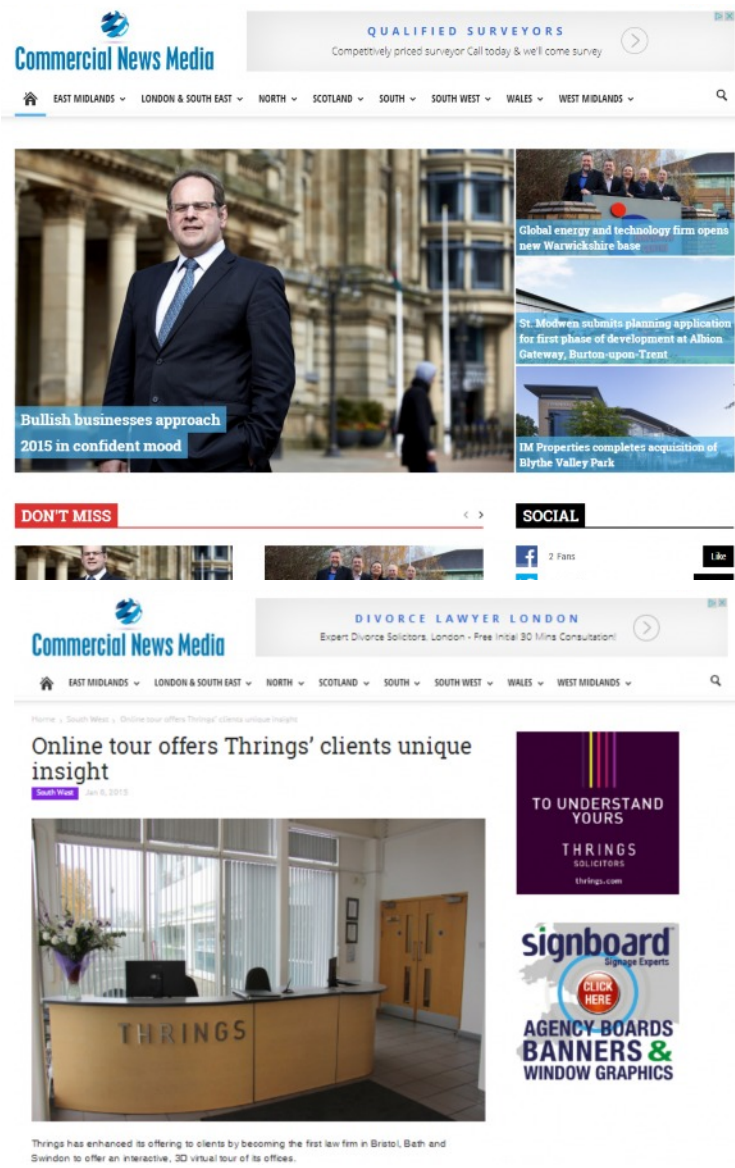 Commercial News Media
QUALIFIED SURVEYORS
Competitively priced surveyor Call today & we'll come survey
EAST MIDLANDS
LONDON & SOUTH EAST
NORTH
SCOTLAND
SOUTH
SOUTH WEST
WALES
WEST MIDLANDS
Bullish businesses approach
2015 in confident mood
Global energy and technology firm opens
new Warwickshire base
St. Modwen submits planning application
for first phase of development at Albion
Gateway, Burton-upon-Trent
IM Properties completes acquisition of
Blythe Valley Park
DON'T MISS
SOCIAL
2 Fans
Like
Commercial News Media
DIVORCE LAWYER LONDON
Expert Divorce Solicitors, London - Free Initial 30 Mins Consultation!
EAST MIDLANDS
LONDON & SOUTH EAST
NORTH
SCOTLAND
SOUTH
SOUTH WEST
WALES
WEST MIDLANDS
Home › South West › Online tour offers Thrings' clients unique insight
Online tour offers Thrings' clients unique
insight
South West
Jan 6, 2015
TO UNDERSTAND
YOURS
THRINGS
SOLICITORS
thrings.com
THRINGS
signboard
Signage Experts
CLICK
HERE
AGENCY BOARDS
BANNERS &
WINDOW GRAPHICS
Thrings has enhanced its offering to clients by becoming the first law firm in Bristol, Bath and
Swindon to offer an interactive, 3D virtual tour of its offices.